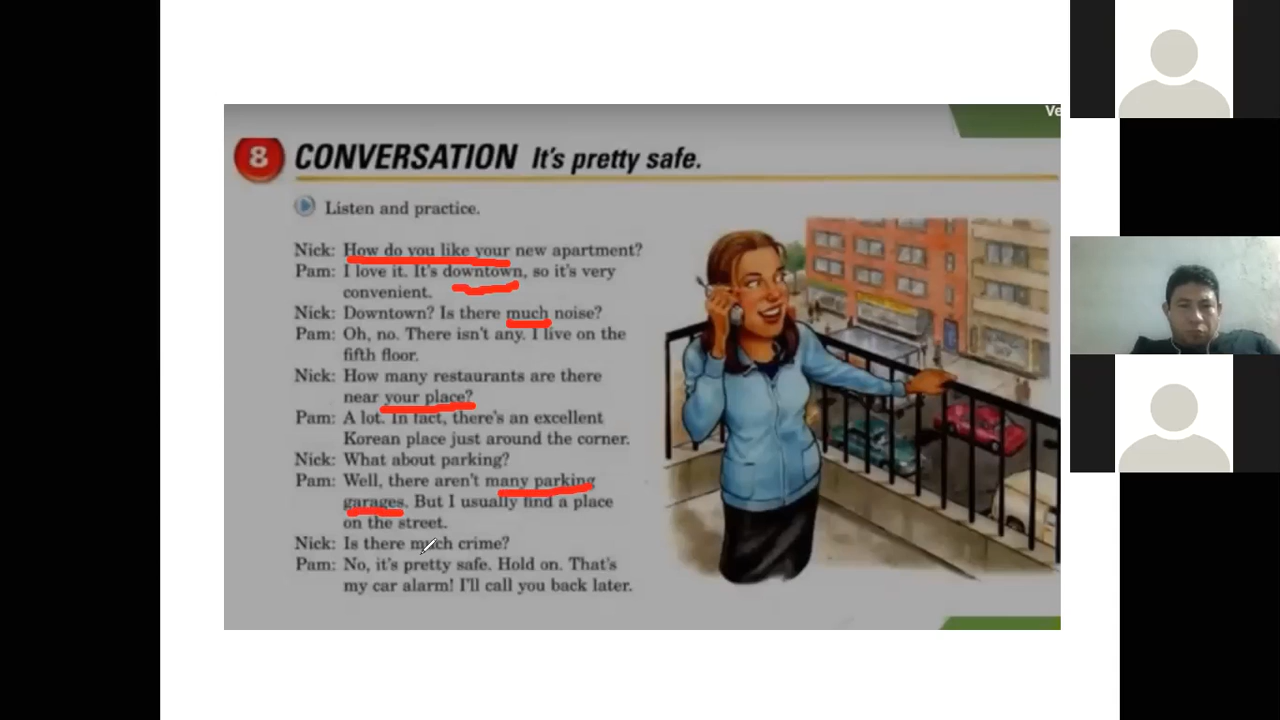 Ve
8 CONVERSATION It's pretty safe.
Listen and practice.
Nick: How do you like your new apartment?
Pam: I love it. It's downtown, so it's very
convenient.
Nick: Downtown? Is there much noise?
Pam: Oh, no. There isn't any. I live on the
fifth floor.
Nick: How many restaurants are there
near your place?
Pam: A lot. In fact, there's an excellent
Korean place just around the corner.
Nick: What about parking?
Pam: Well, there aren't many parking
garages. But I usually find a place
on the street.
Nick: Is there much crime?
Pam: No, it's pretty safe. Hold on. That's
my car alarm! I'll call you back later.